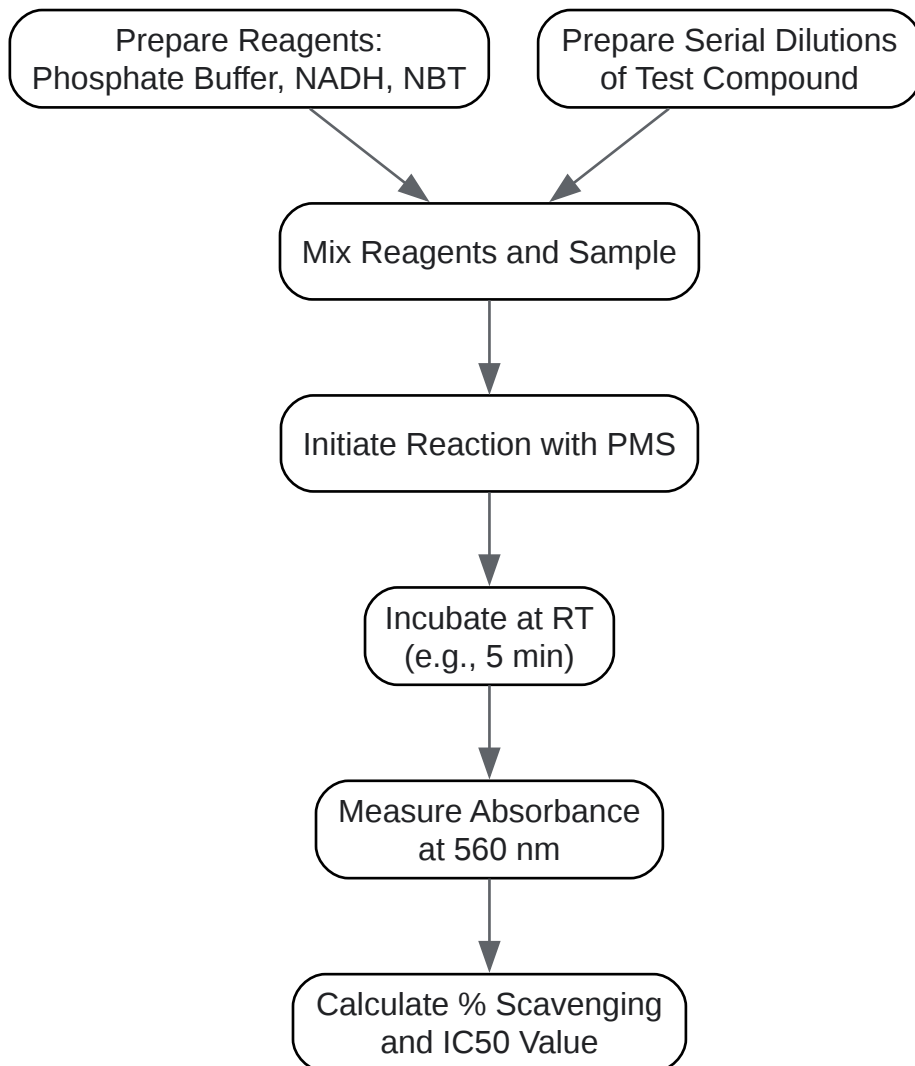 Prepare Reagents:
Phosphate Buffer, NADH, NBT
Prepare Serial Dilutions
of Test Compound
Mix Reagents and Sample
Initiate Reaction with PMS
Incubate at RT
(e.g., 5 min)
Measure Absorbance
at 560 nm
Calculate % Scavenging
and IC50 Value